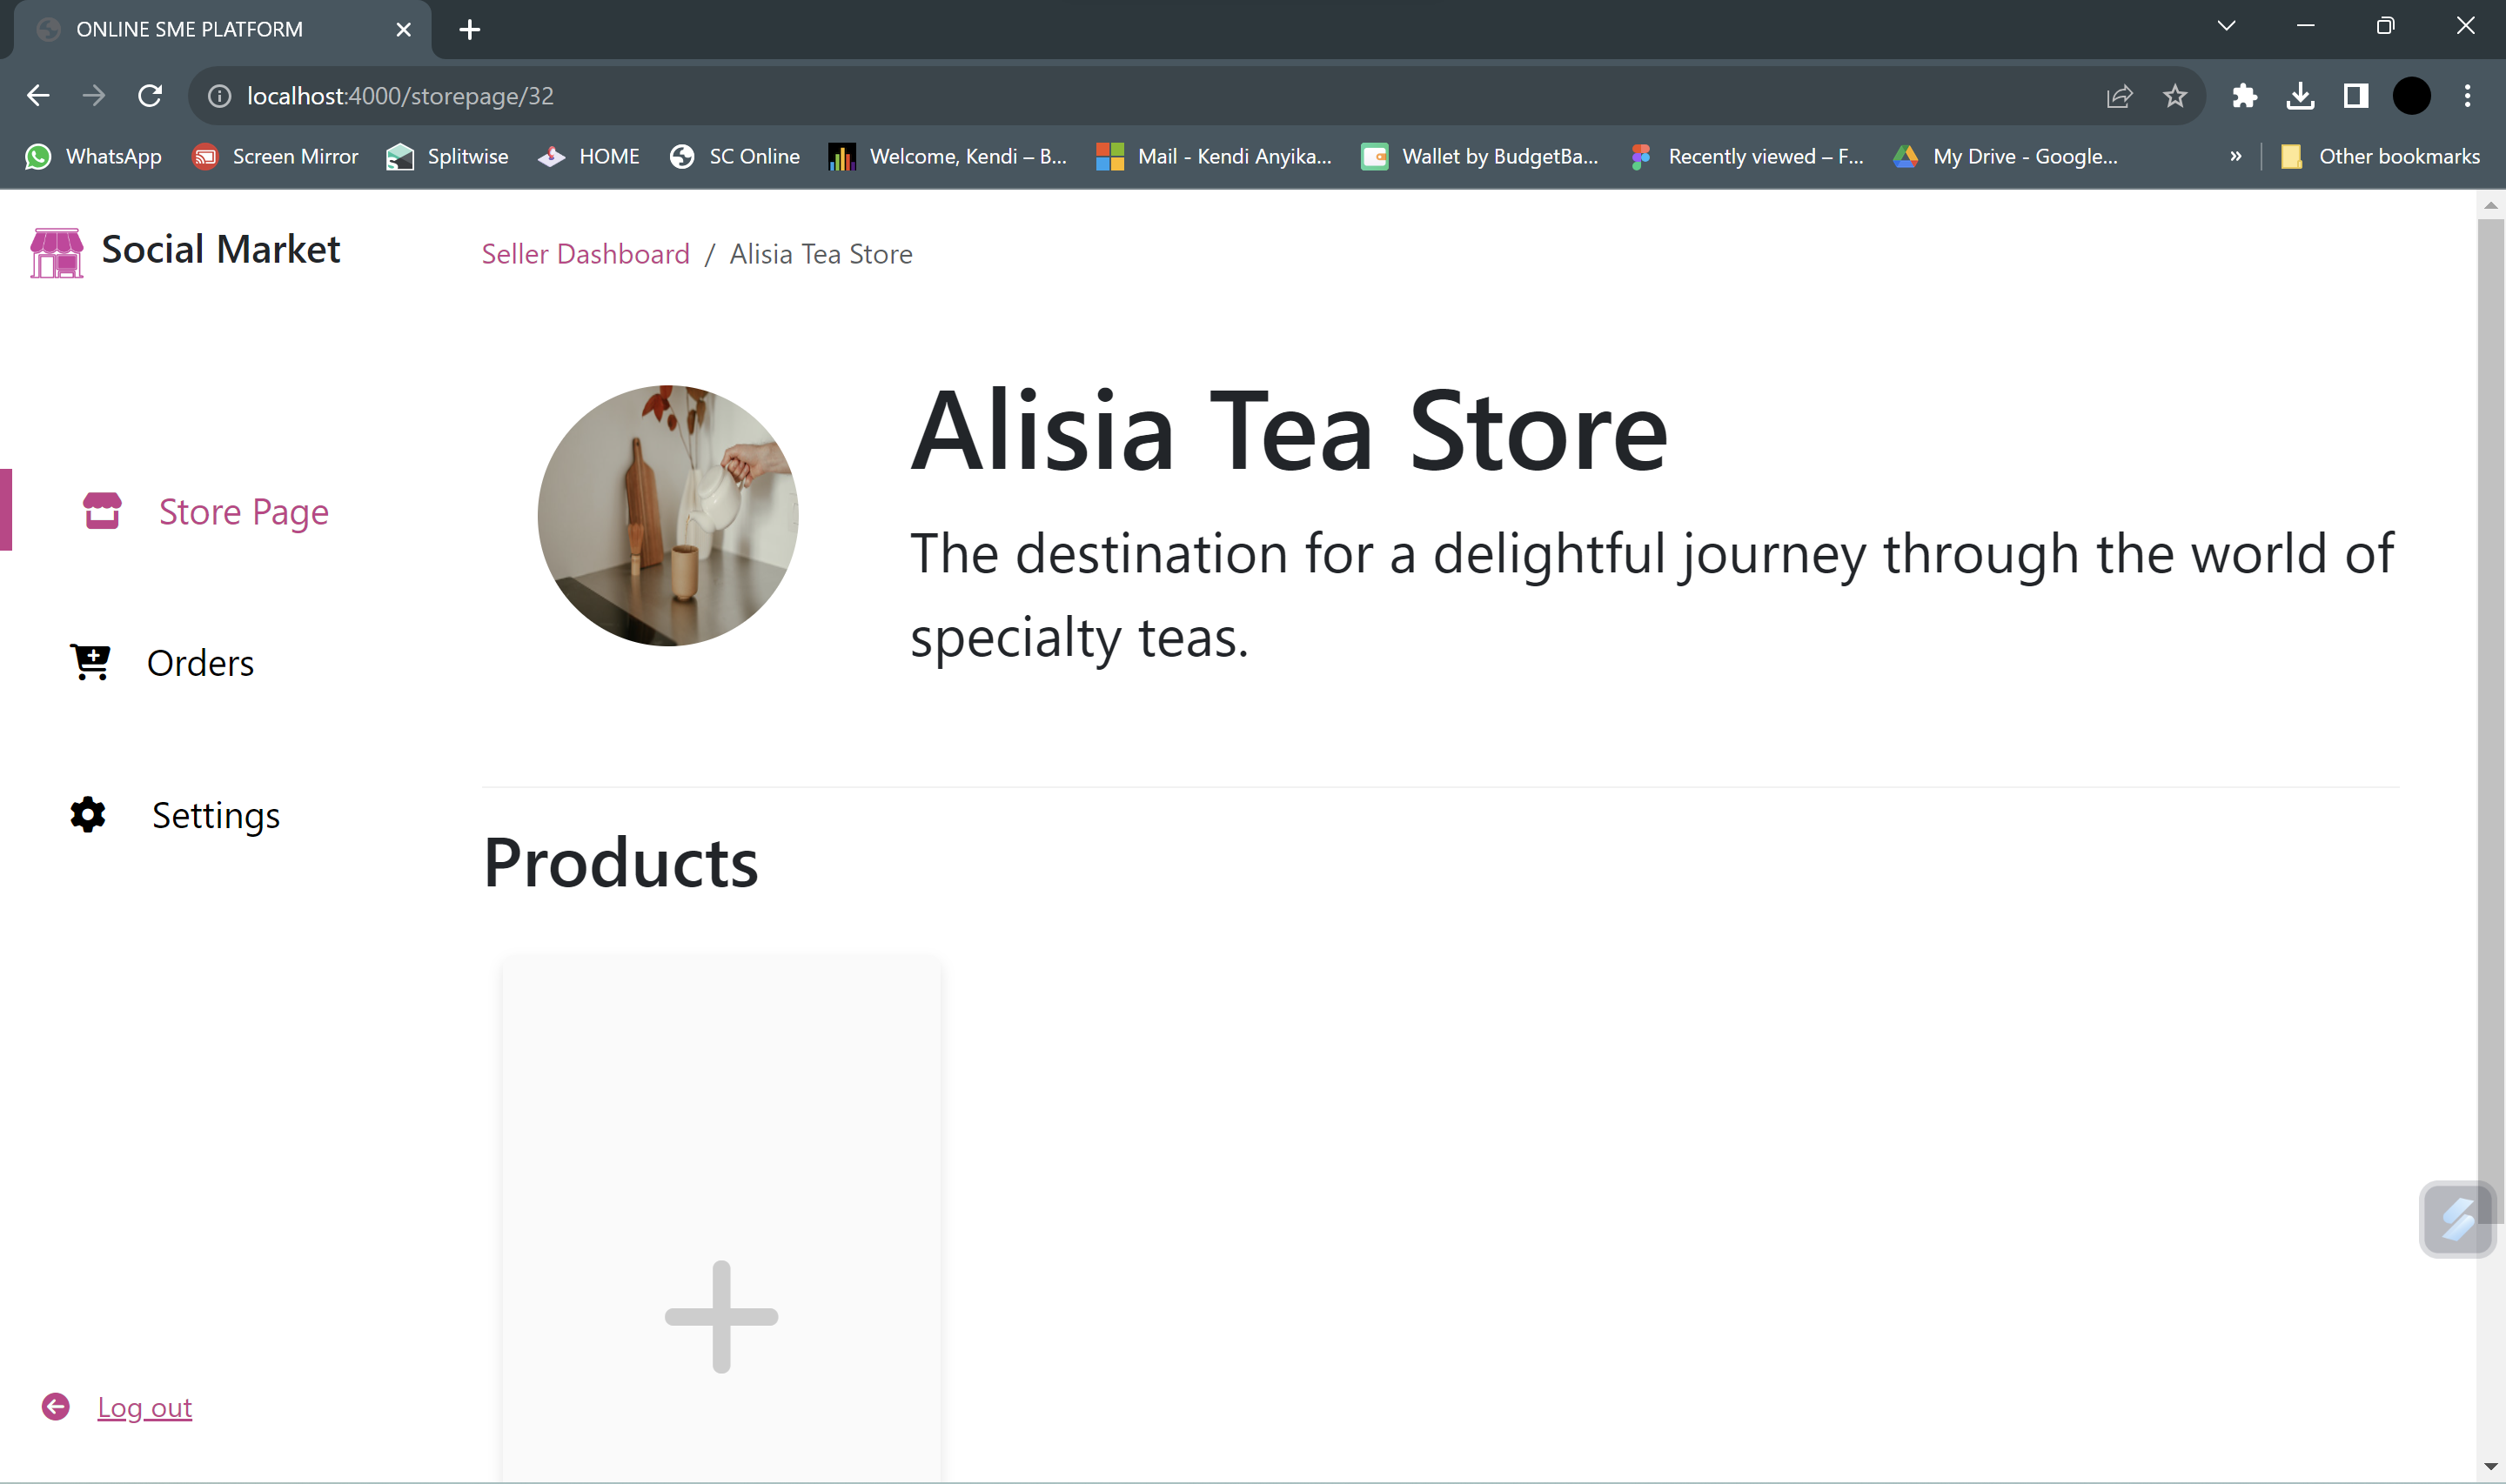 ONLINE SME PLATFORM
localhost:4000/storepage/32
WhatsApp
Screen Mirror
Splitwise
HOME
SC Online
Welcome, Kendi – B...
Mail - Kendi Anyika...
Wallet by BudgetBa...
Recently viewed – F...
My Drive - Google...
»
Other bookmarks
Social Market
Seller Dashboard / Alisia Tea Store
Alisia Tea Store
The destination for a delightful journey through the world of
specialty teas.
Store Page
Orders
Settings
Products
Log out